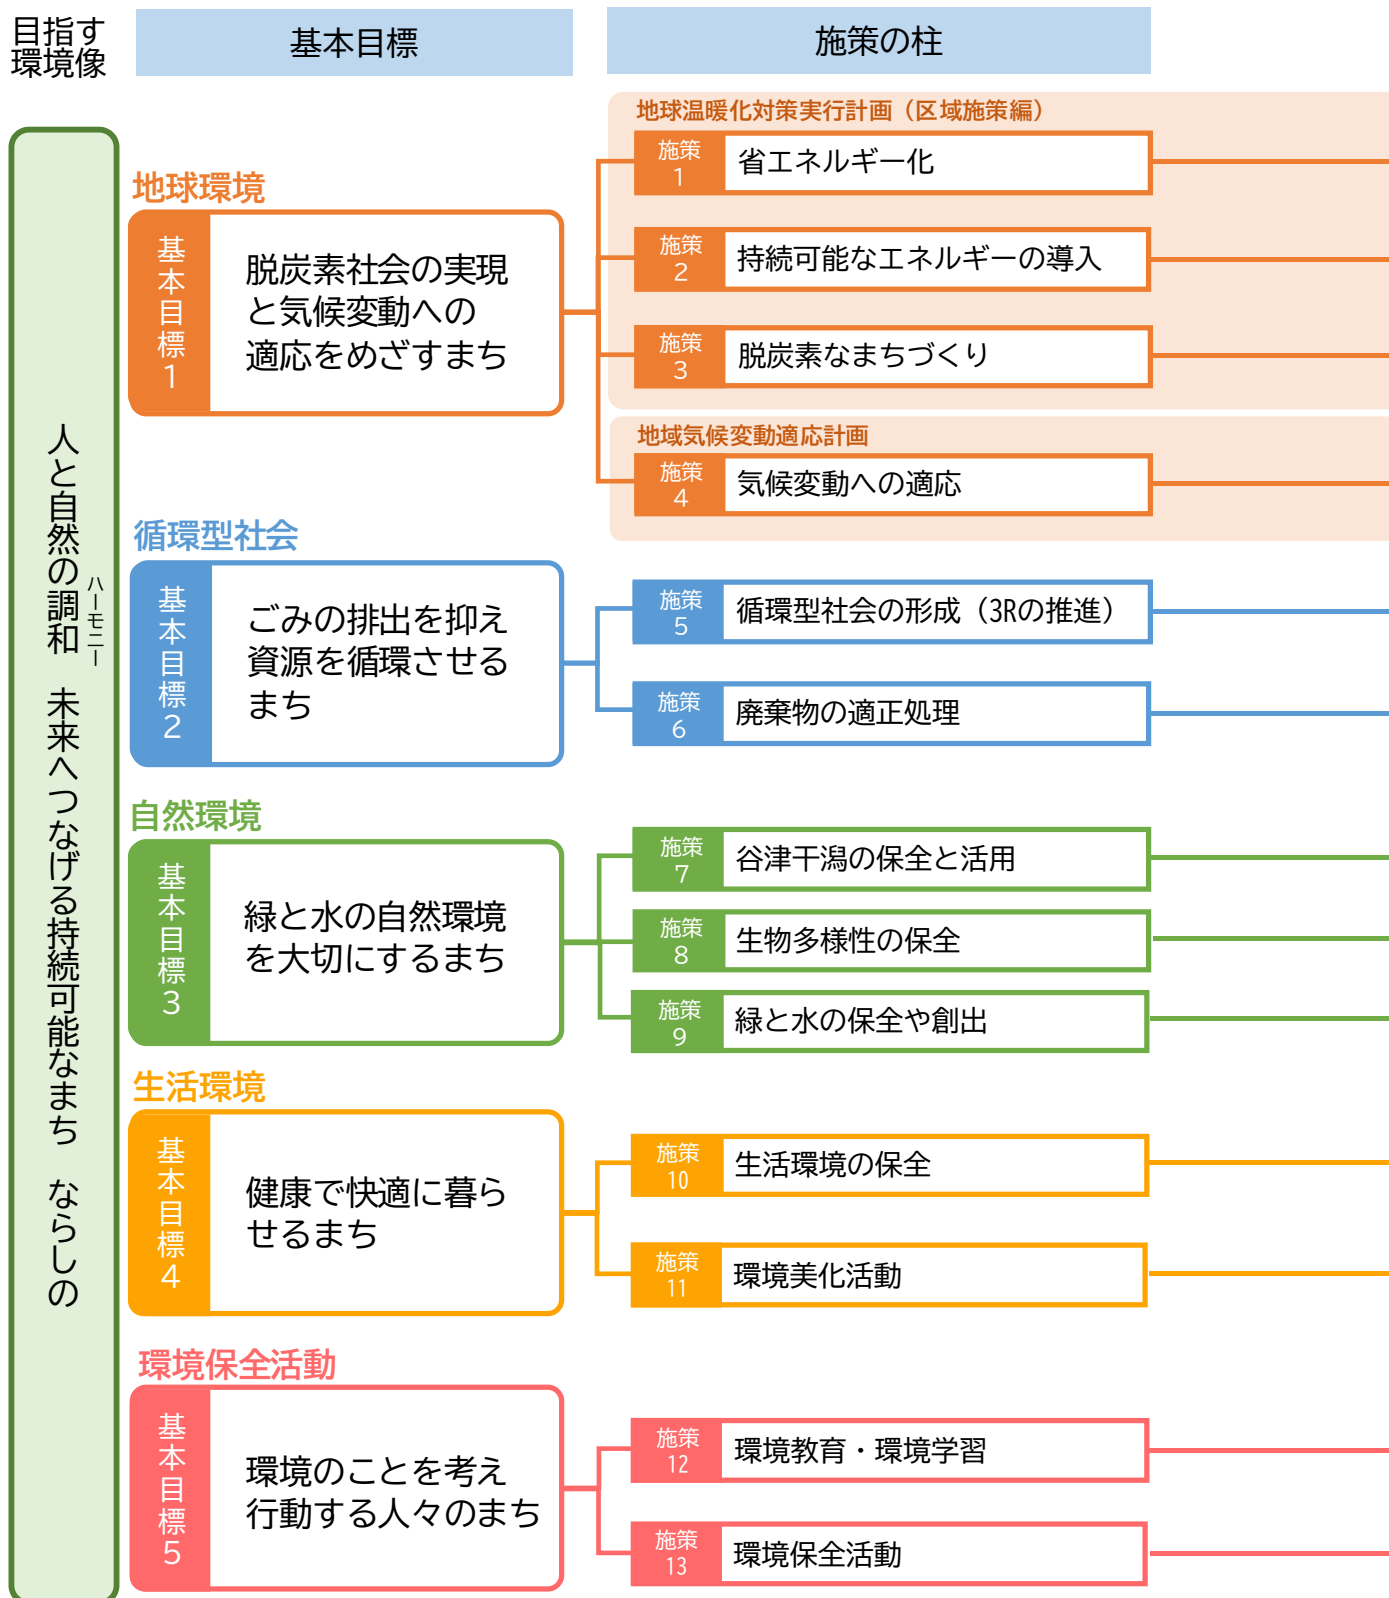 目指す
環境像
基本目標
施策の柱
人と自然の調和　未来へつなげる持続可能なまち　ならしの
ハーモニー
地球環境
基本目標1
脱炭素社会の実現
と気候変動への
適応をめざすまち
地球温暖化対策実行計画（区域施策編）
施策
1
省エネルギー化
施策
2
持続可能なエネルギーの導入
施策
3
脱炭素なまちづくり
地域気候変動適応計画
施策
4
気候変動への適応
循環型社会
基本目標2
ごみの排出を抑え
資源を循環させる
まち
施策
5
循環型社会の形成（3Rの推進）
施策
6
廃棄物の適正処理
自然環境
基本目標3
緑と水の自然環境
を大切にするまち
施策
7
谷津干潟の保全と活用
施策
8
生物多様性の保全
施策
9
緑と水の保全や創出
生活環境
基本目標4
健康で快適に暮ら
せるまち
施策
10
生活環境の保全
施策
11
環境美化活動
環境保全活動
基本目標5
環境のことを考え
行動する人々のまち
施策
12
環境教育・環境学習
施策
13
環境保全活動